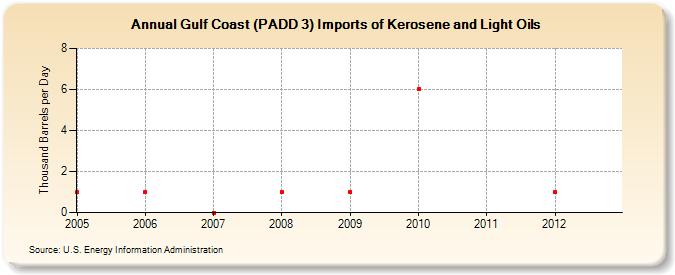 Annual Gulf Coast (PADD 3) Imports of Kerosene and Light Oils
Thousand Barrels per Day
8
6
4
2
0
2005 2006 2007 2008 2009 2010 2011 2012
Source: U.S. Energy Information Administration